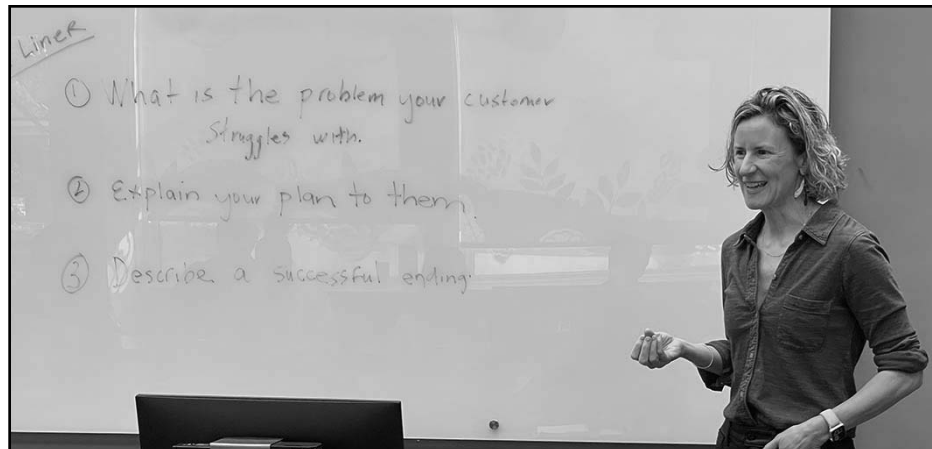 Liner
① What is the problem your customer
struggles with.
② Explain your plan to them.
③ Describe a successful ending.